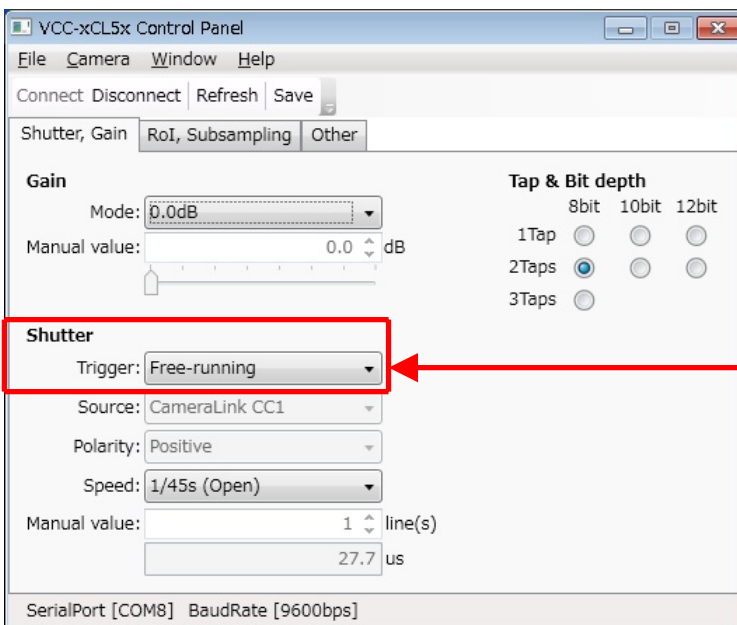 VCC-xCL5x Control Panel
File Camera Window Help
Connect Disconnect Refresh Save
Shutter, Gain RoI, Subsampling Other
Gain
Mode: 0.0dB
Manual value: 0.0 dB
Tap & Bit depth
8bit 10bit 12bit
1Tap
2Taps
3Taps
Shutter
Trigger: Free-running
Source: CameraLink CC1
Polarity: Positive
Speed: 1/45s (Open)
Manual value: 1 line(s)
27.7 us
SerialPort [COM8] BaudRate [9600bps]